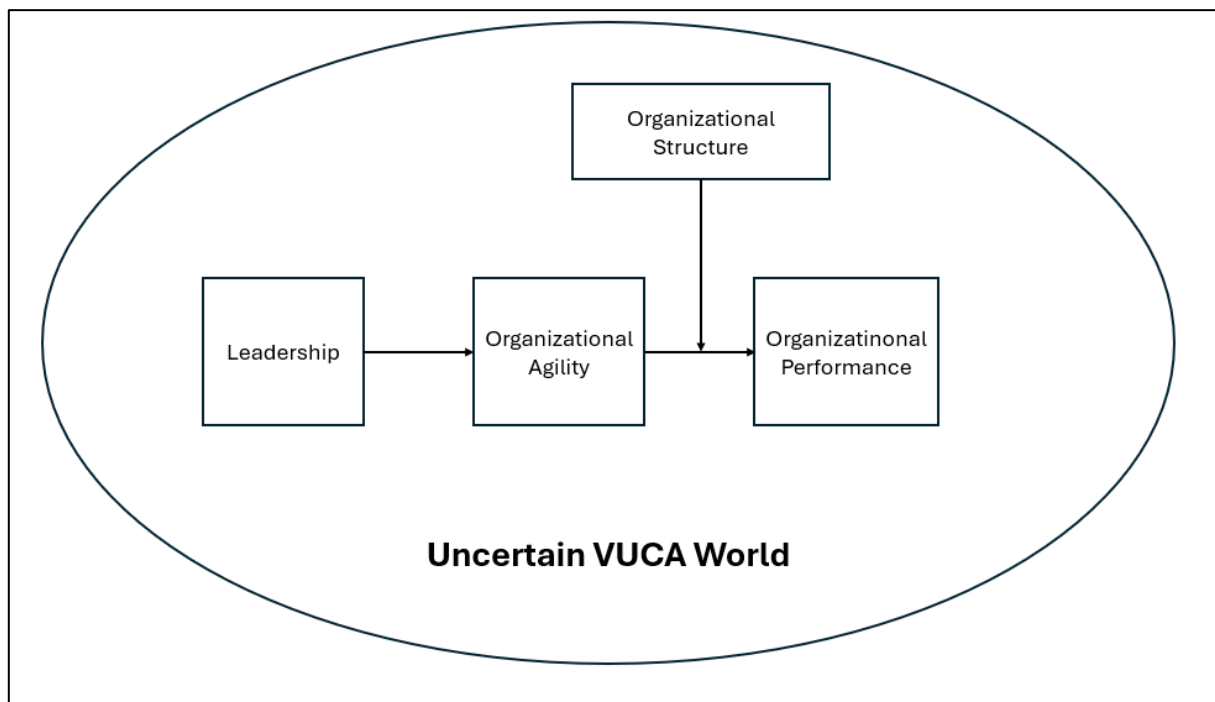 Organizational
Structure
Leadership
Organizational
Agility
Organizatinonal
Performance
Uncertain VUCA World